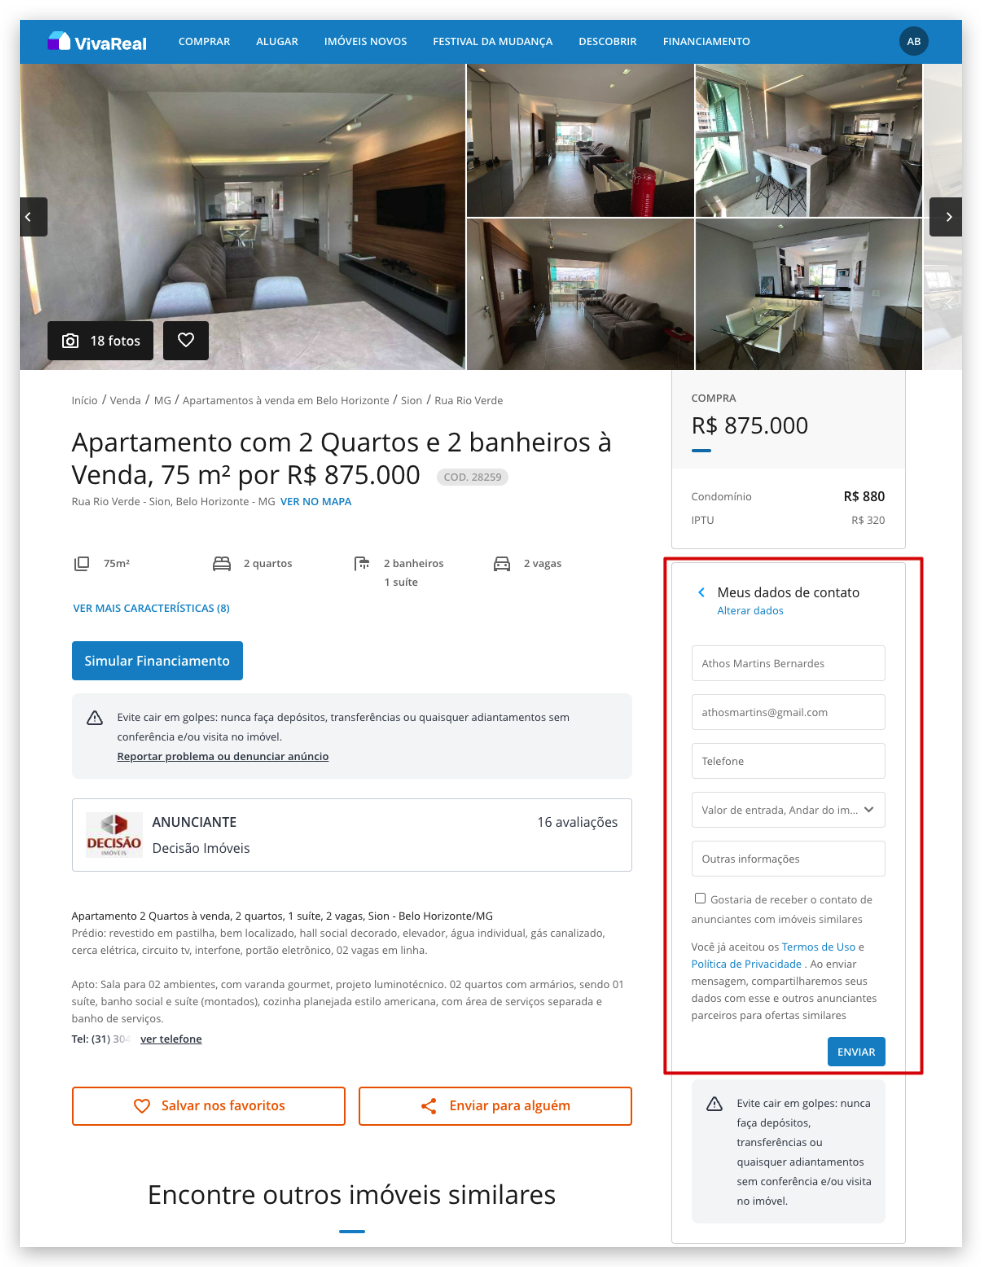 VivaReal
COMPRAR
ALUGAR
IMÓVEIS NOVOS
FESTIVAL DA MUDANÇA
DESCOBRIR
FINANCIAMENTO
AB
18 fotos
Início / Venda / MG / Apartamentos à venda em Belo Horizonte / Sion / Rua Rio Verde
Apartamento com 2 Quartos e 2 banheiros à
Venda, 75 m² por R$ 875.000 COD. 28259
Rua Rio Verde - Sion, Belo Horizonte - MG VER NO MAPA
75m²
2 quartos
2 banheiros
1 suíte
2 vagas
VER MAIS CARACTERÍSTICAS (8)
Simular Financiamento
Evite cair em golpes: nunca faça depósitos, transferências ou quaisquer adiantamentos sem
conferência e/ou visita no imóvel.
Reportar problema ou denunciar anúncio
DECISÃO
IMÓVEIS
ANUNCIANTE
16 avaliações
Decisão Imóveis
Apartamento 2 Quartos à venda, 2 quartos, 1 suíte, 2 vagas, Sion - Belo Horizonte/MG
Prédio: revestido em pastilha, bem localizado, hall social decorado, elevador, água individual, gás canalizado,
cerca elétrica, circuito tv, interfone, portão eletrônico, 02 vagas em linha.
Apto: Sala para 02 ambientes, com varanda gourmet, projeto luminotécnico. 02 quartos com armários, sendo 01
suíte, banho social e suíte (montados), cozinha planejada estilo americana, com área de serviços separada e
banho de serviços.
Tel: (31) 304 ver telefone
Salvar nos favoritos
Enviar para alguém
Encontre outros imóveis similares
COMPRA
R$ 875.000
Condomínio R$ 880
IPTU R$ 320
Meus dados de contato
Alterar dados
Athos Martins Bernardes
athosmartins@gmail.com
Telefone
Valor de entrada, Andar do im...
Outras informações
Gostaria de receber o contato de
anunciantes com imóveis similares
Você já aceitou os Termos de Uso e
Política de Privacidade . Ao enviar
mensagem, compartilharemos seus
dados com esse e outros anunciantes
parceiros para ofertas similares
ENVIAR
Evite cair em golpes: nunca
faça depósitos,
transferências ou
quaisquer adiantamentos
sem conferência e/ou visita
no imóvel.